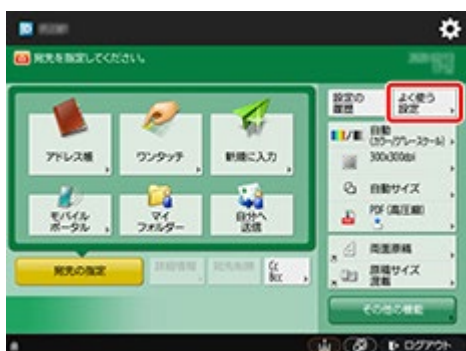 宛先を指定してください。
設定の
履歴
よく使う
設定
アドレス帳
ワンタッチ
新規に入力
モバイル
ポータル
マイ
フォルダー
自分へ
送信
宛先の指定
詳細情報
宛先削除
Cc
Bcc
自動
(カラー/グレースケール)
300x300dpi
自動サイズ
PDF(高圧縮)
両面原稿
原稿サイズ
混載
その他の機能
ログアウト